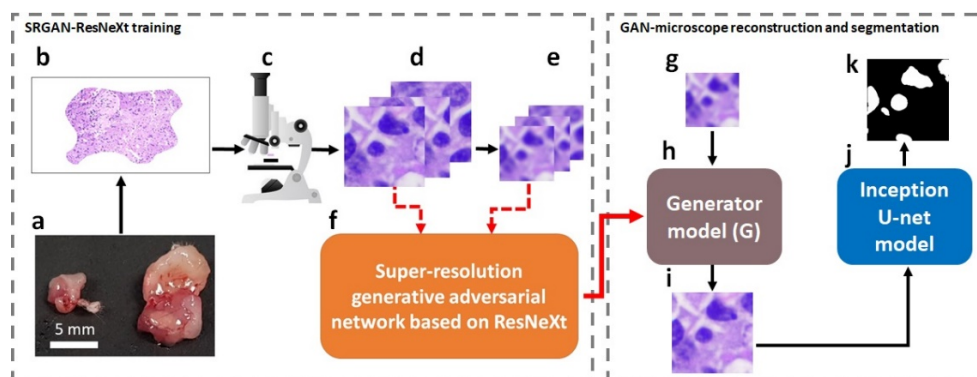 SRGAN-ResNeXt training
b
c
d
e
a
5 mm
f
Super-resolution
generative adversarial
network based on ResNeXt
GAN-microscope reconstruction and segmentation
g
k
h
j
Generator
model (G)
Inception
U-net
model
i